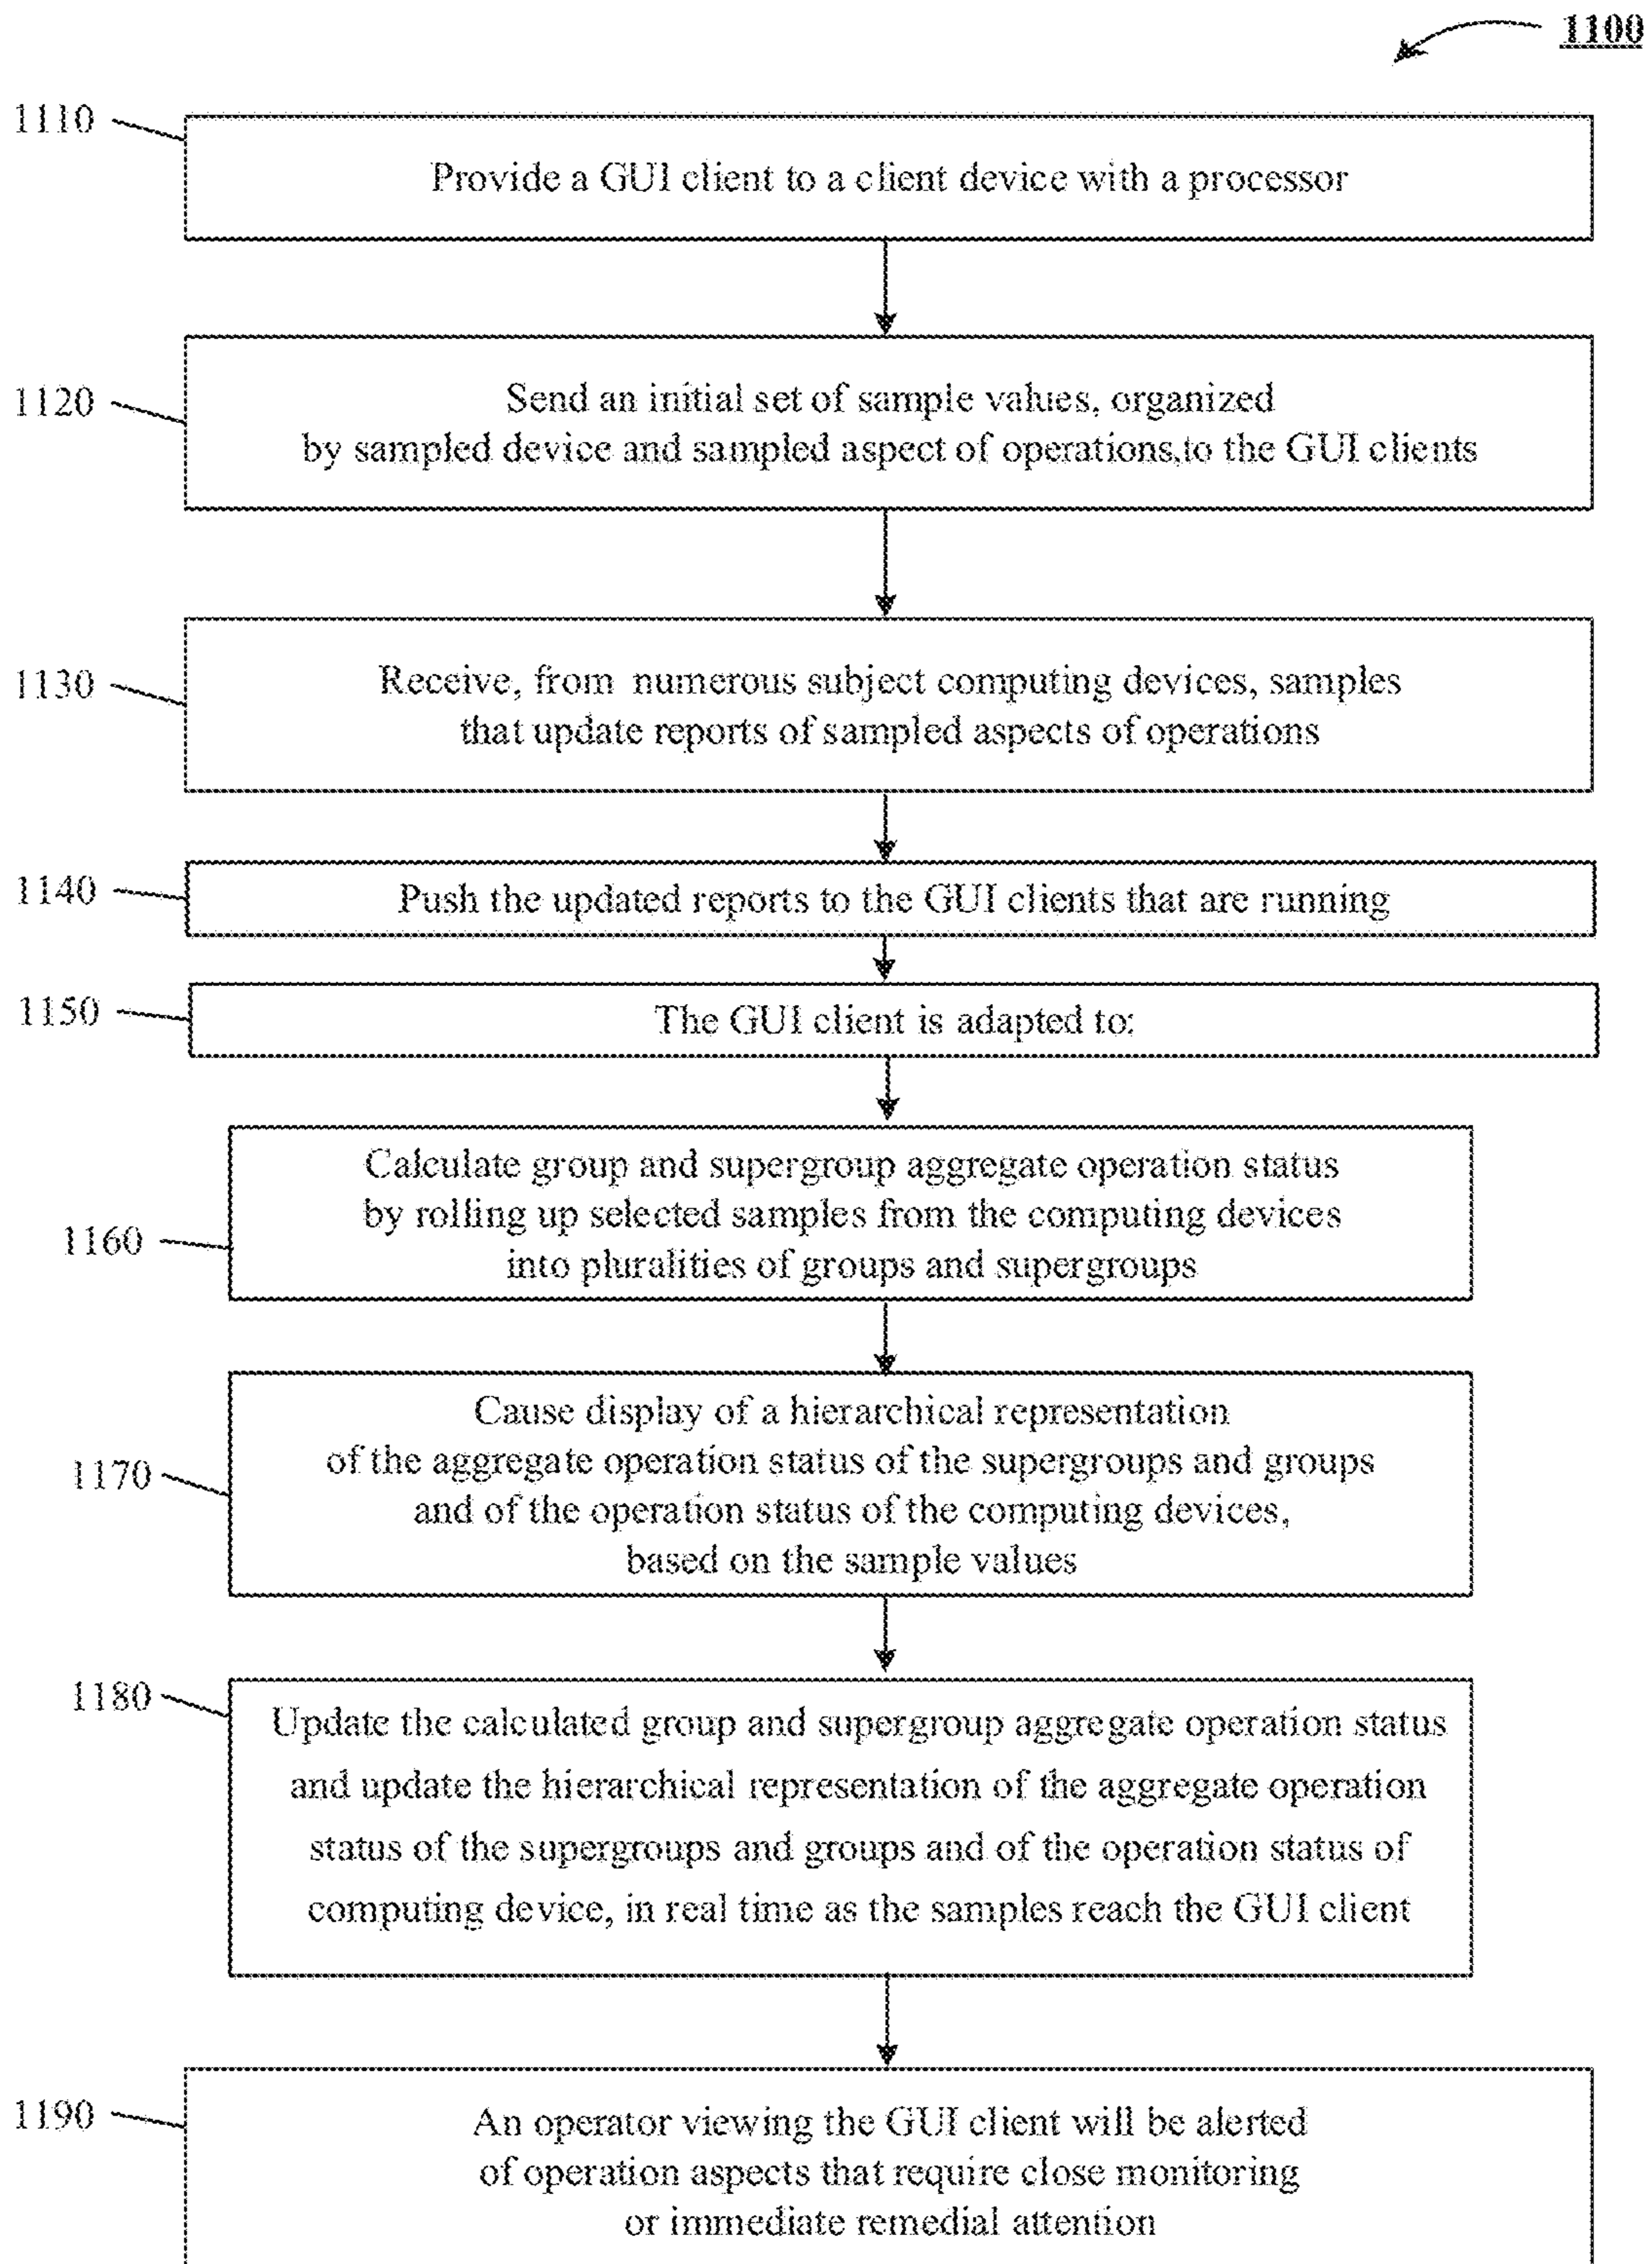 1100
1110
Provide a GUI client to a client device with a processor
1120
Send an initial set of sample values, organized
by sampled device and sampled aspect of operations,to the GUI clients
1130
Receive, from numerous subject computing devices, samples
that update reports of sampled aspects of operations
1140
Push the updated reports to the GUI clients that are running
1150
The GUI client is adapted to:
1160
Calculate group and supergroup aggregate operation status
by rolling up selected samples from the computing devices
into pluralities of groups and supergroups
1170
Cause display of a hierarchical representation
of the aggregate operation status of the supergroups and groups
and of the operation status of the computing devices,
based on the sample values
1180
Update the calculated group and supergroup aggregate operation status
and update the hierarchical representation of the aggregate operation
status of the supergroups and groups and of the operation status of
computing device, in real time as the samples reach the GUI client
1190
An operator viewing the GUI client will be alerted
of operation aspects that require close monitoring
or immediate remedial attention